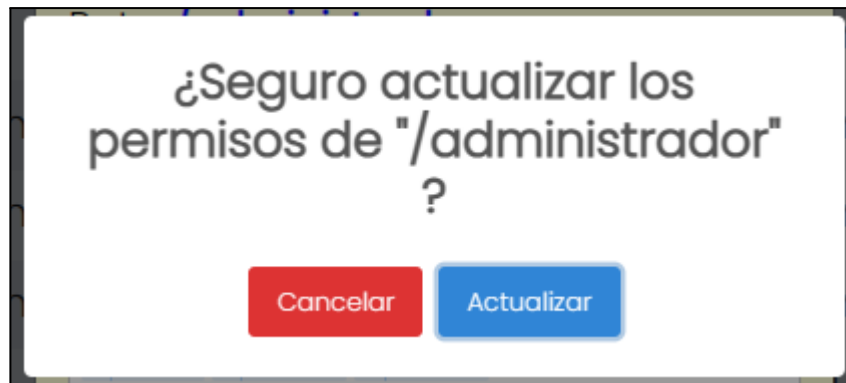 ¿Seguro actualizar los
permisos de "/administrador"
?
Cancelar
Actualizar